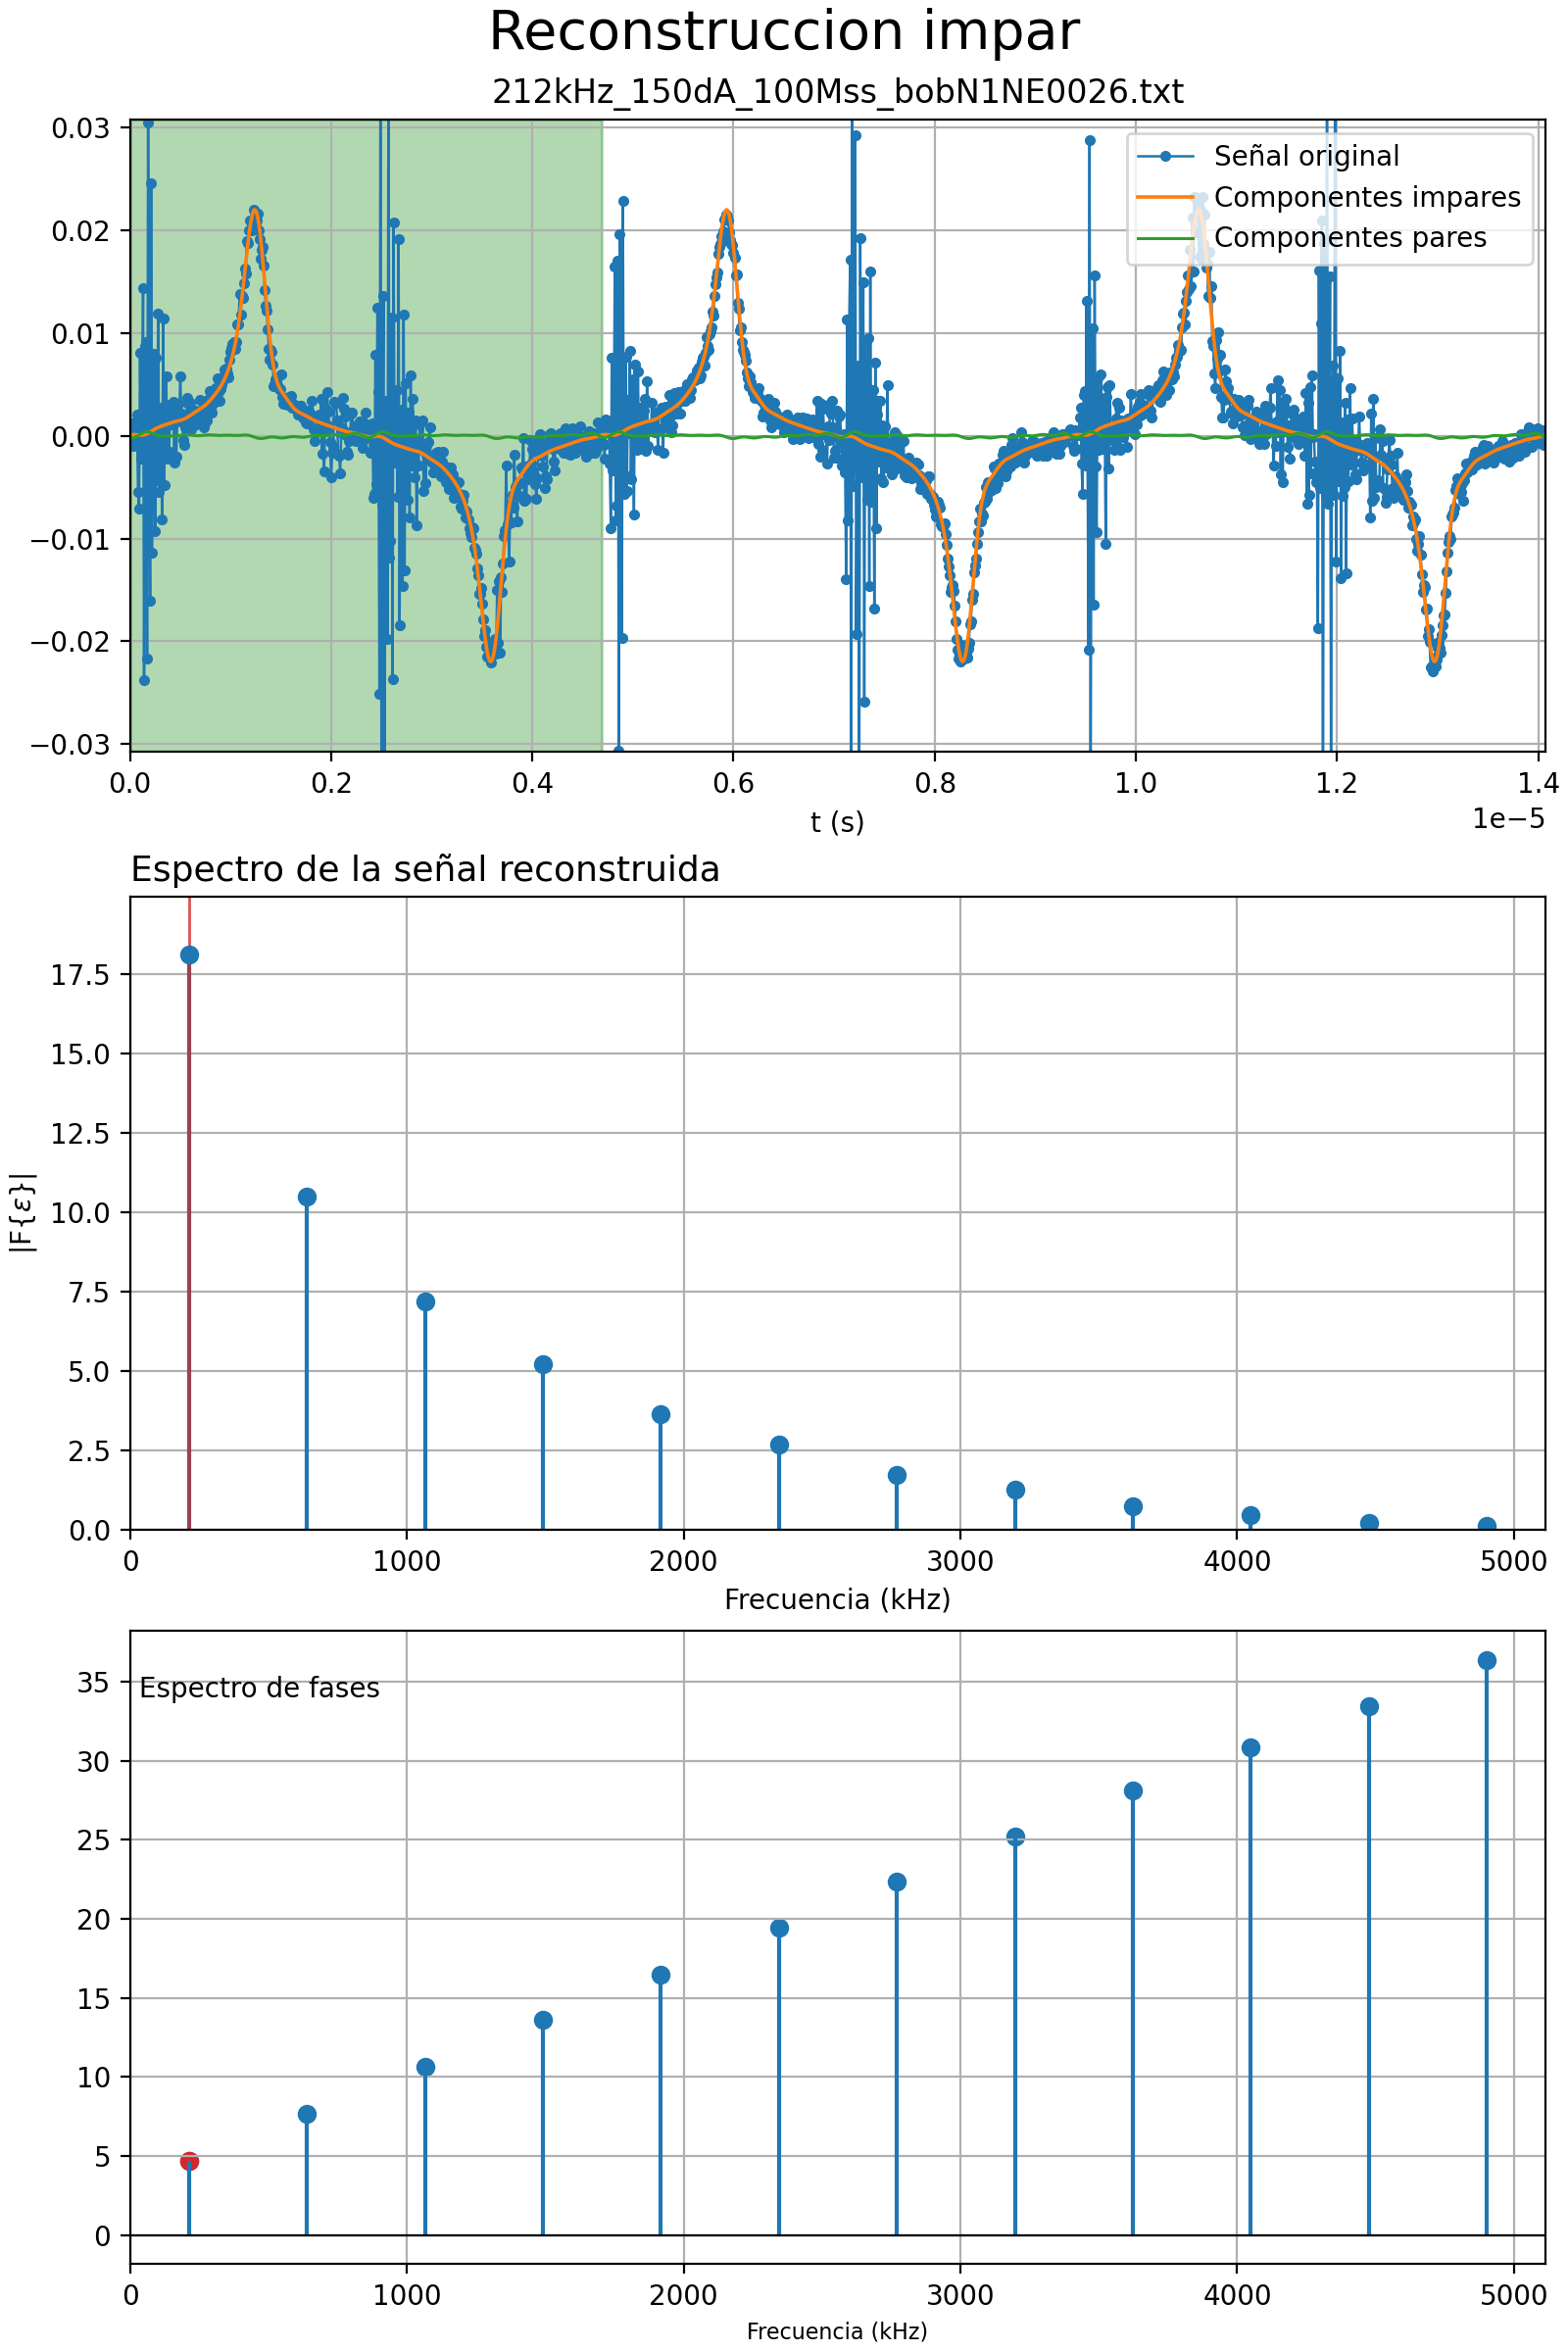 Reconstruccion impar
212kHz_150dA_100Mss_bobN1NE0026.txt
0.03
0.02
0.01
0.00
−0.01
−0.02
−0.03
Señal original
Componentes impares
Componentes pares
0.0 0.2 0.4 0.6 0.8 1.0 1.2 1.4
1e−5
t (s)
Espectro de la señal reconstruida
17.5
15.0
12.5
10.0
7.5
5.0
2.5
0.0
|F{ε}|
0 1000 2000 3000 4000 5000
Frecuencia (kHz)
Espectro de fases
35
30
25
20
15
10
5
0
0 1000 2000 3000 4000 5000
Frecuencia (kHz)